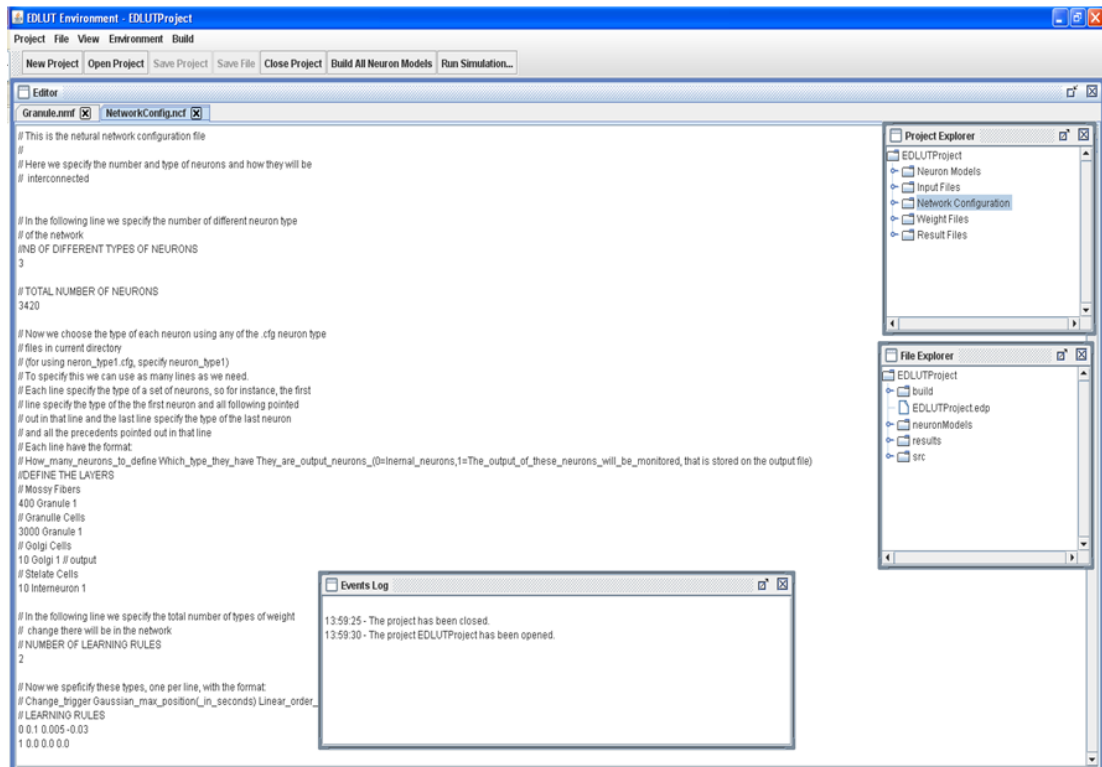 EDLUT Environment - EDLUTProject
Project File View Environment Build
New Project Open Project Save Project Save File Close Project Build All Neuron Models Run Simulation...
Editor
Granule.nmf NetworkConfig.ncf
// This is the netural network configuration file
//
// Here we specify the number and type of neurons and how they will be
// interconnected
// In the following line we specify the number of different neuron type
// of the network
//NB OF DIFFERENT TYPES OF NEURONS
3
// TOTAL NUMBER OF NEURONS
3420
// Now we choose the type of each neuron using any of the .cfg neuron type
// files in current directory
// (for using neron_type1.cfg, specify neuron_type1)
// To specify this we can use as many lines as we need.
// Each line specify the type of a set of neurons, so for instance, the first
// line specify the type of the the first neuron and all following pointed
// out in that line and the last line specify the type of the last neuron
// and all the precedents pointed out in that line
// Each line have the format:
// How_many_neurons_to_define Which_type_they_have They_are_output_neurons_(0=Inernal_neurons,1=The_output_of_these_neurons_will_be_monitored, that is stored on the output file)
//DEFINE THE LAYERS
// Mossy Fibers
400 Granule 1
// Granulle Cells
3000 Granule 1
// Golgi Cells
10 Golgi 1 // output
// Stelate Cells
10 Interneuron 1
// In the following line we specify the total number of types of weight
// change there will be in the network
// NUMBER OF LEARNING RULES
2
// Now we speficify these types, one per line, with the format:
// Change_trigger Gaussian_max_position(_in_seconds) Linear_order_
// LEARNING RULES
0 0.1 0.005 -0.03
1 0.0 0.0 0.0
Project Explorer
EDLUTProject
Neuron Models
Input Files
Network Configuration
Weight Files
Result Files
File Explorer
EDLUTProject
build
EDLUTProject.edp
neuronModels
results
src
Events Log
13:59:25 - The project has been closed.
13:59:30 - The project EDLUTProject has been opened.